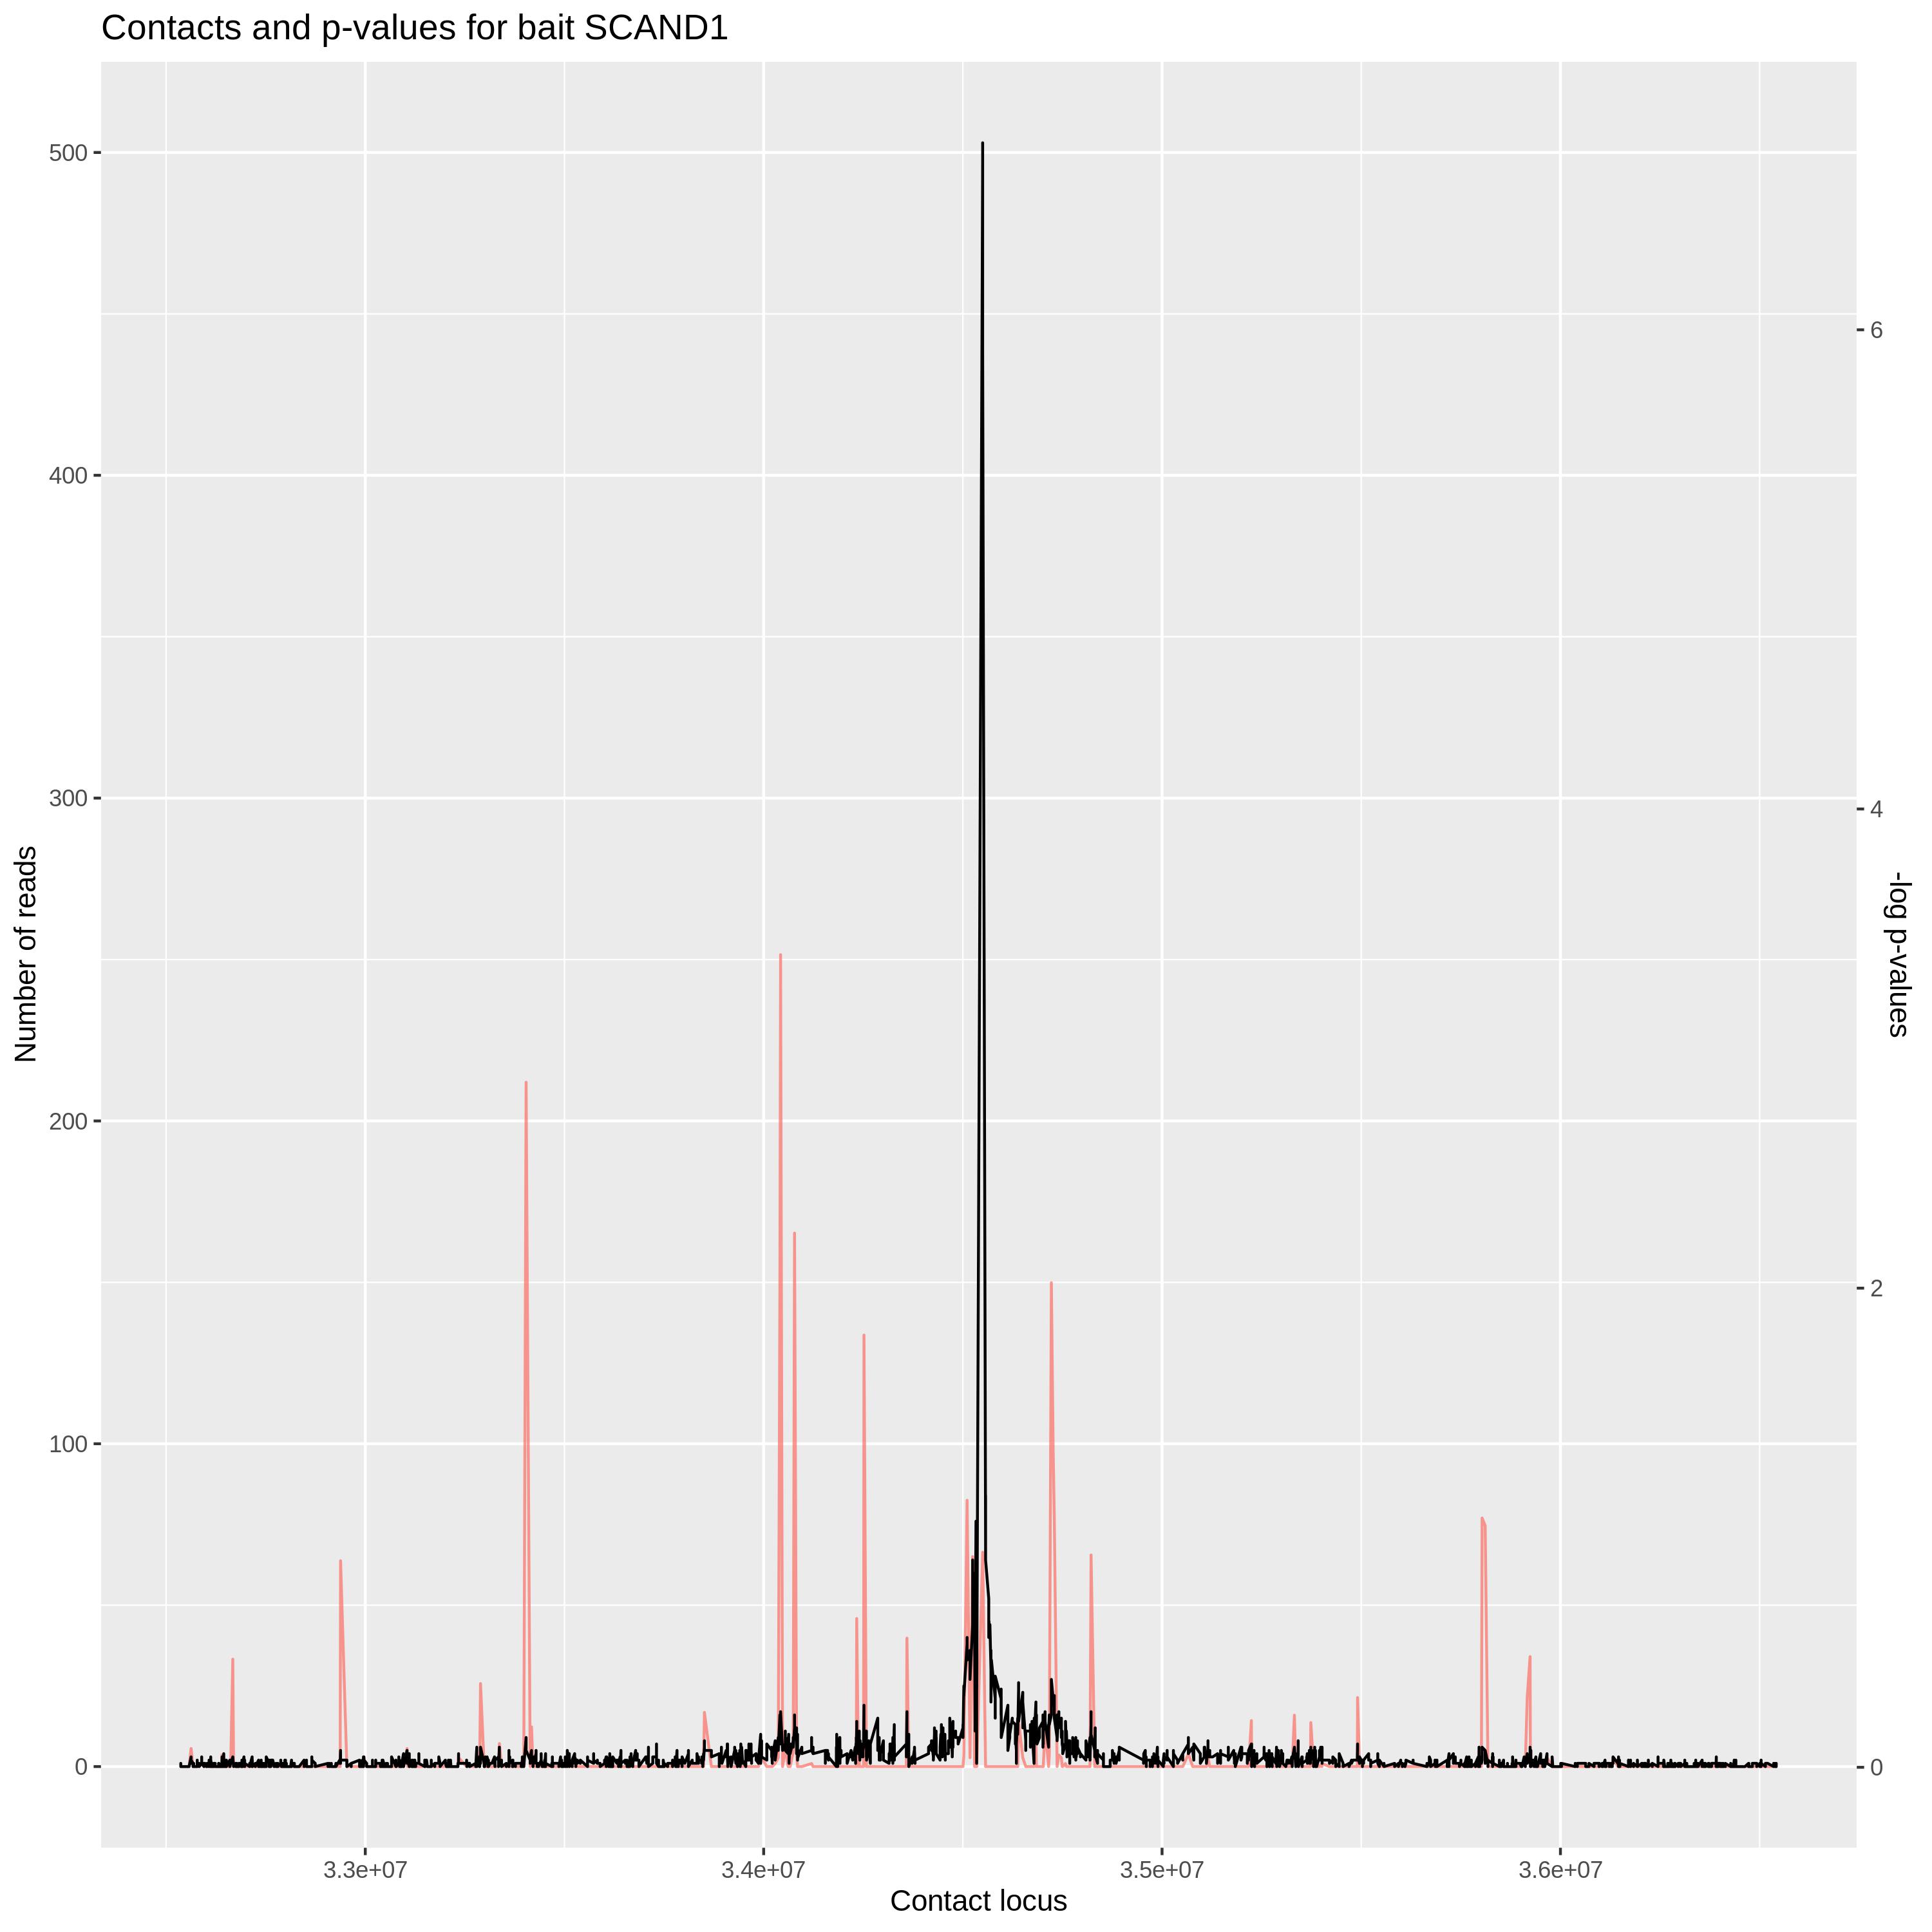 Contacts and p-values for bait SCAND1
500
400
300
200
100
0
Number of reads
6
4
2
0
-log p-values
3.3e+07
3.4e+07
3.5e+07
3.6e+07
Contact locus